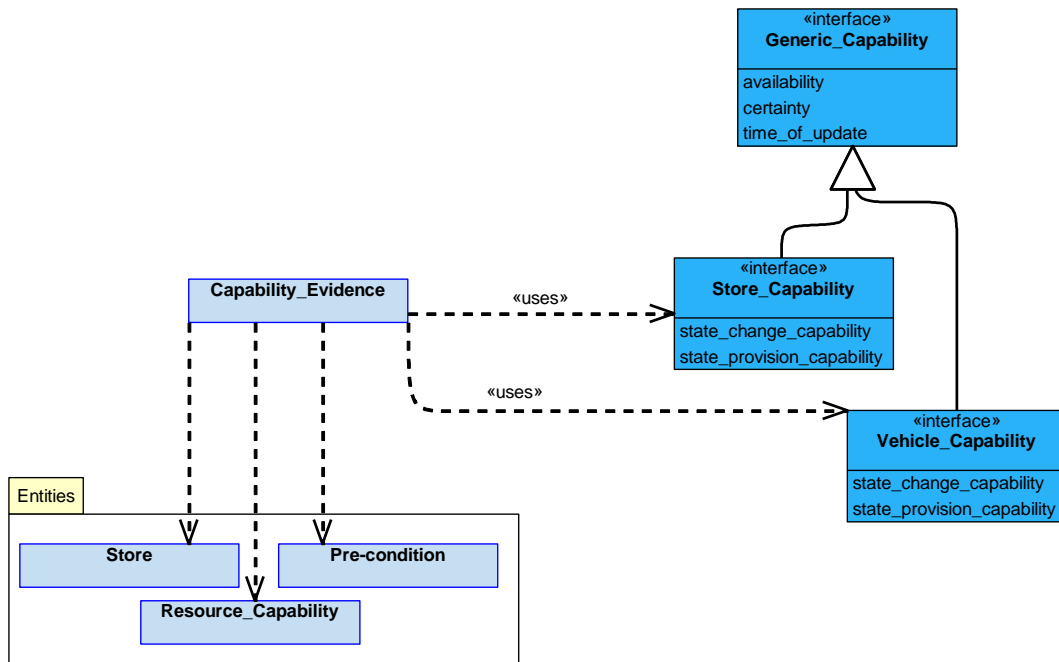 «interface»
Generic_Capability
availability
certainty
time_of_update
«interface»
Store_Capability
state_change_capability
state_provision_capability
Capability_Evidence
«uses»
«uses»
«interface»
Vehicle_Capability
state_change_capability
state_provision_capability
Entities
Store
Pre-condition
Resource_Capability